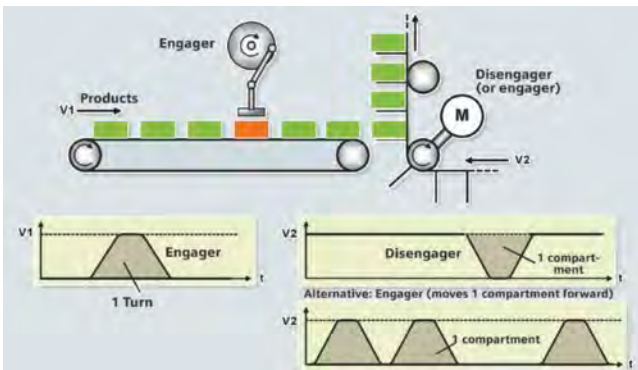 Engager
Products
V1
Disengager
(or engager)
M
V2
V1
Engager
1 Turn
t
V2
Disengager
1 compart-
ment
t
Alternative: Engager (moves 1 compartment forward)
V2
1 compartment
t